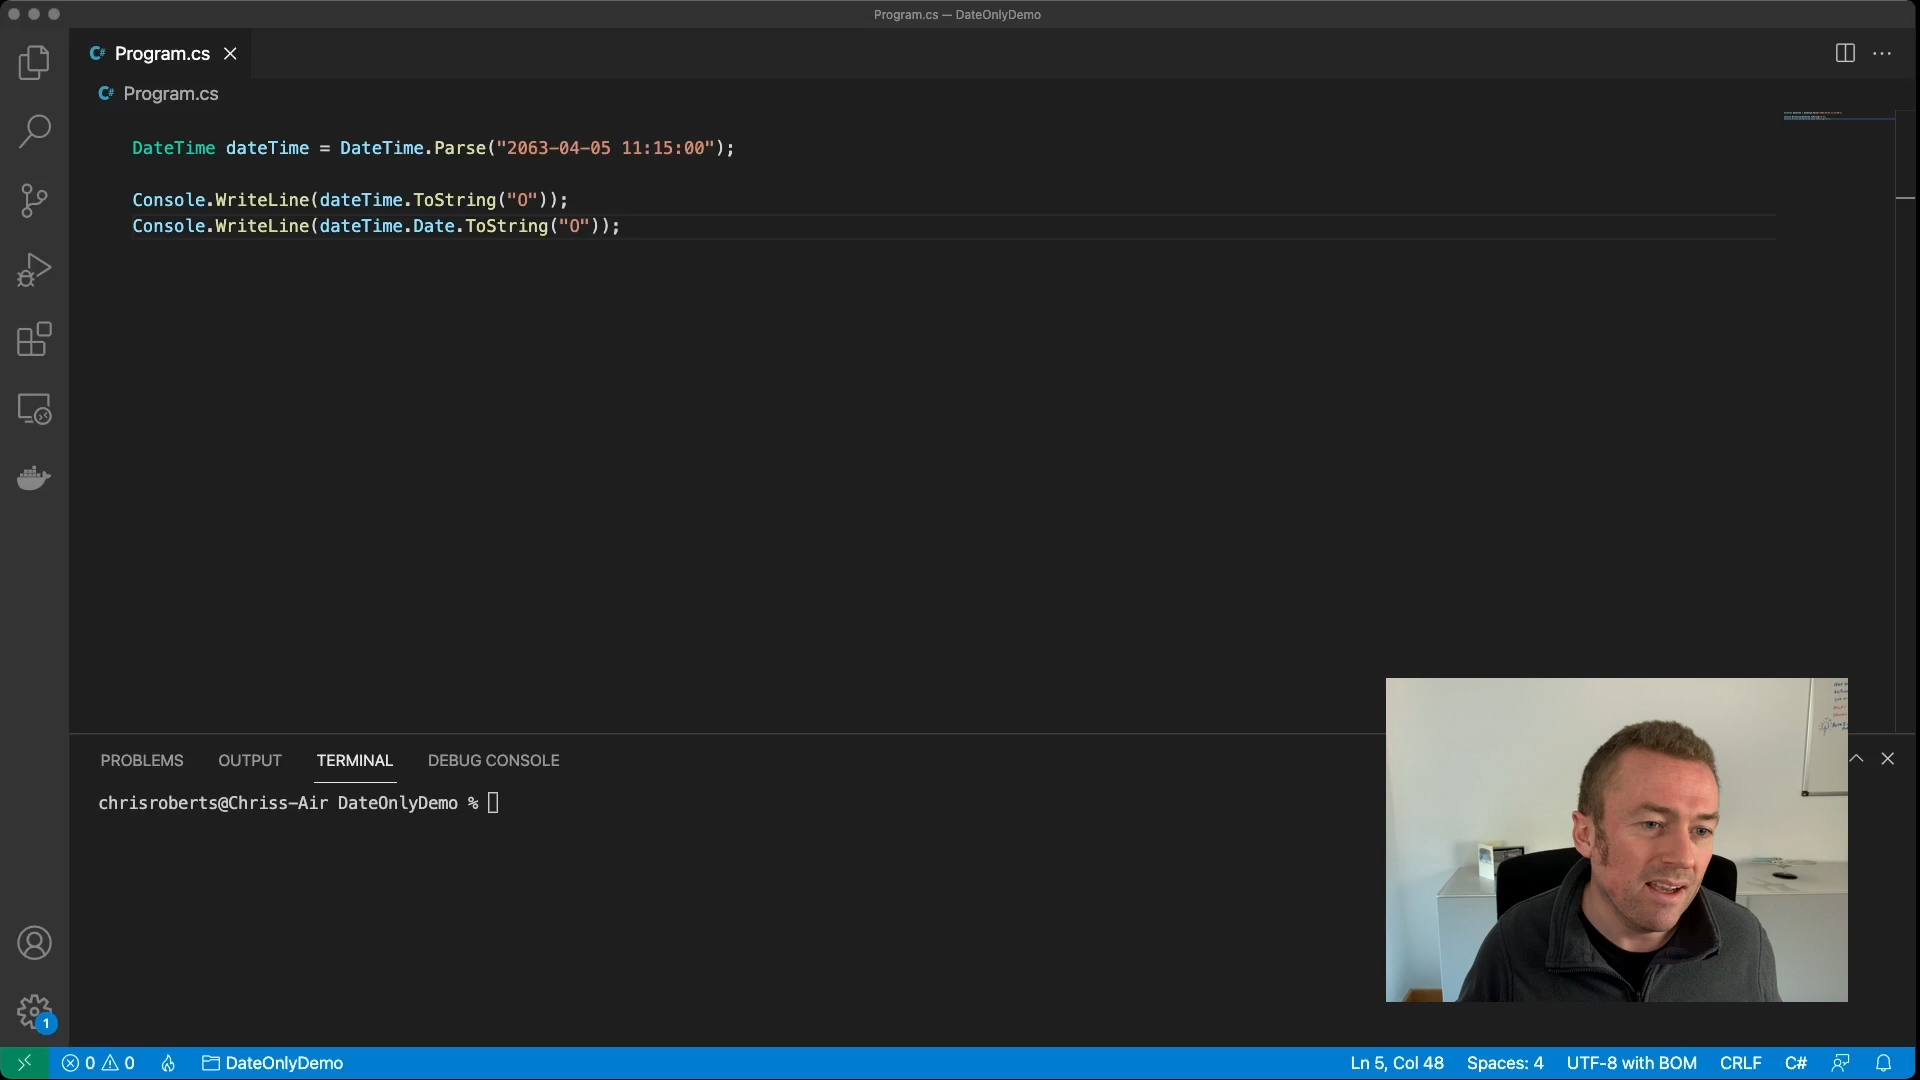 Program.cs — DateOnlyDemo
C# Program.cs
C# Program.cs
DateTime dateTime = DateTime.Parse("2063-04-05 11:15:00");
Console.WriteLine(dateTime.ToString("O"));
Console.WriteLine(dateTime.Date.ToString("O"));
PROBLEMS OUTPUT TERMINAL DEBUG CONSOLE
chrisroberts@Chriss-Air DateOnlyDemo %
1
0 0 DateOnlyDemo Ln 5, Col 48 Spaces: 4 UTF-8 with BOM CRLF C#